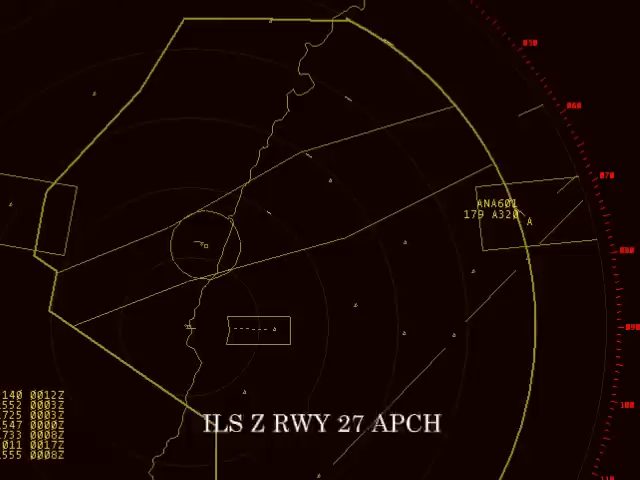 050
060
070
ANA601
179 A320
A
080
090
100
140 0012Z
552 0003Z
725 0003Z
547 0000Z
733 0008Z
011 0017Z
555 0008Z
ILS Z RWY 27 APCH